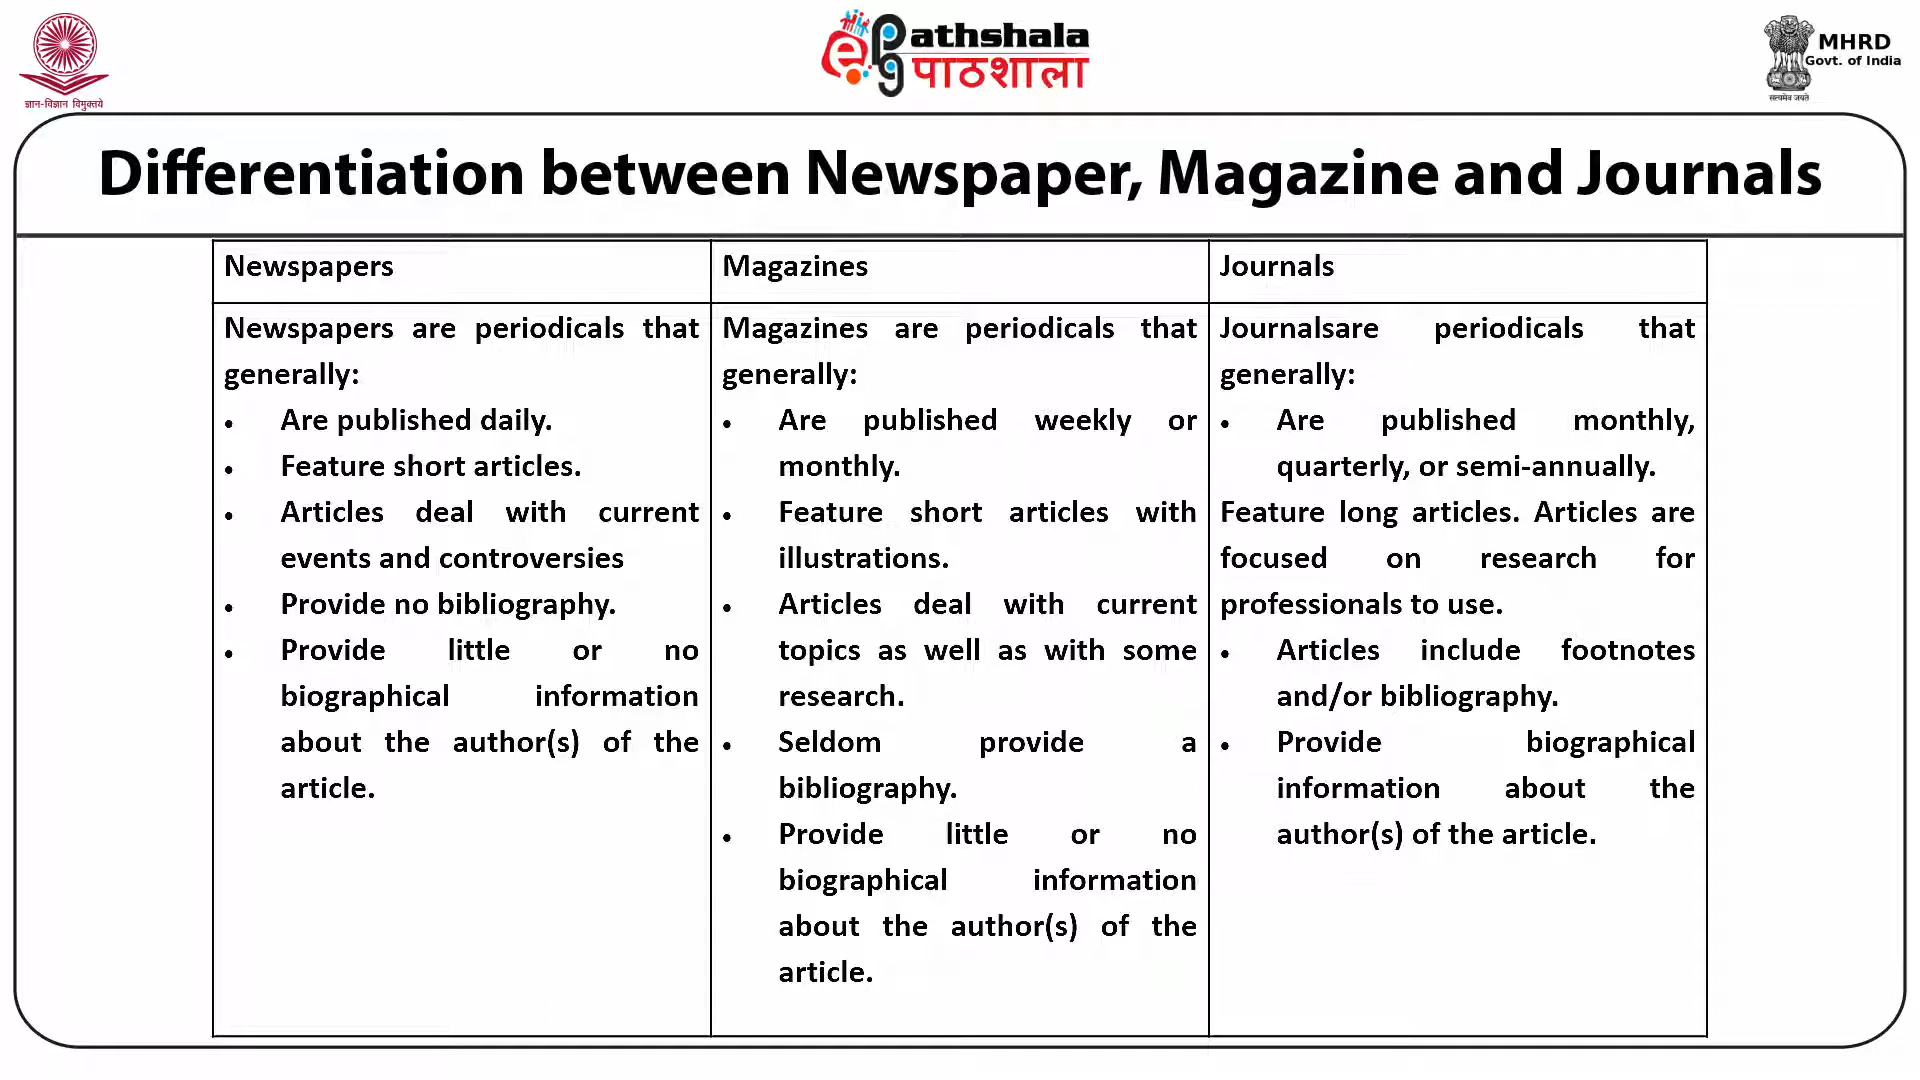 ज्ञान-विज्ञान विमुक्तये
ePathshala
पाठशाला
MHRD
Govt. of India
सत्यमेव जयते
Differentiation between Newspaper, Magazine and Journals
Newspapers
Newspapers are periodicals that
generally:
• Are published daily.
• Feature short articles.
• Articles deal with current
events and controversies
• Provide no bibliography.
• Provide little or no
biographical information
about the author(s) of the
article.
Magazines
Magazines are periodicals that
generally:
• Are published weekly or
monthly.
• Feature short articles with
illustrations.
• Articles deal with current
topics as well as with some
research.
• Seldom provide a
bibliography.
• Provide little or no
biographical information
about the author(s) of the
article.
Journals
Journalsare periodicals that
generally:
• Are published monthly,
quarterly, or semi-annually.
Feature long articles. Articles are
focused on research for
professionals to use.
• Articles include footnotes
and/or bibliography.
• Provide biographical
information about the
author(s) of the article.